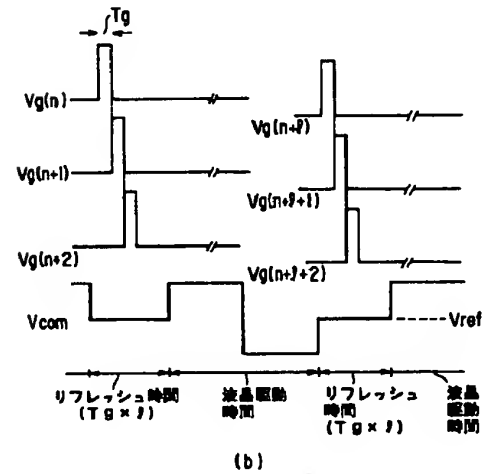 Tg
Vg(n)
Vg(n+ℓ)
Vg(n+1)
Vg(n+ℓ+1)
Vg(n+2)
Vg(n+ℓ+2)
Vcom
Vref
リフレッシュ時間
(Tg×ℓ)
液晶駆動
時間
リフレッシュ
時間
(Tg×ℓ)
液晶
駆動
時間
(b)